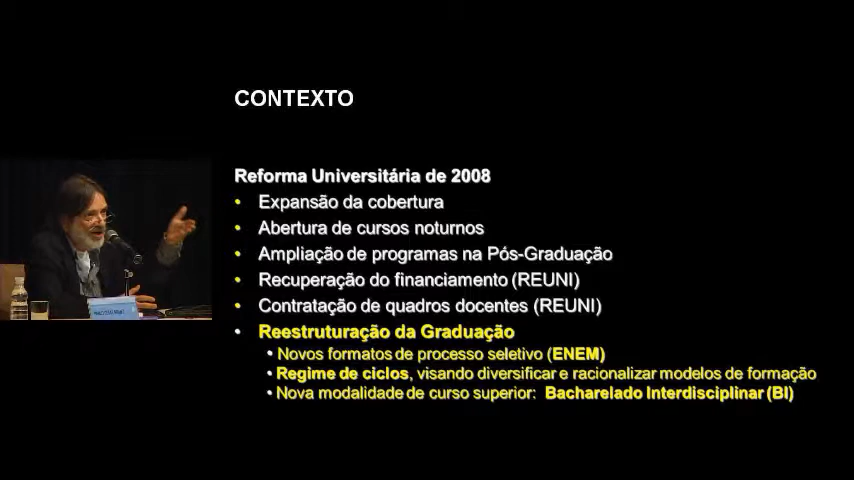 CONTEXTO
Reforma Universitária de 2008
• Expansão da cobertura
• Abertura de cursos noturnos
• Ampliação de programas na Pós-Graduação
• Recuperação do financiamento (REUNI)
• Contratação de quadros docentes (REUNI)
• Reestruturação da Graduação
• Novos formatos de processo seletivo (ENEM)
• Regime de ciclos, visando diversificar e racionalizar modelos de formação
• Nova modalidade de curso superior: Bacharelado Interdisciplinar (BI)